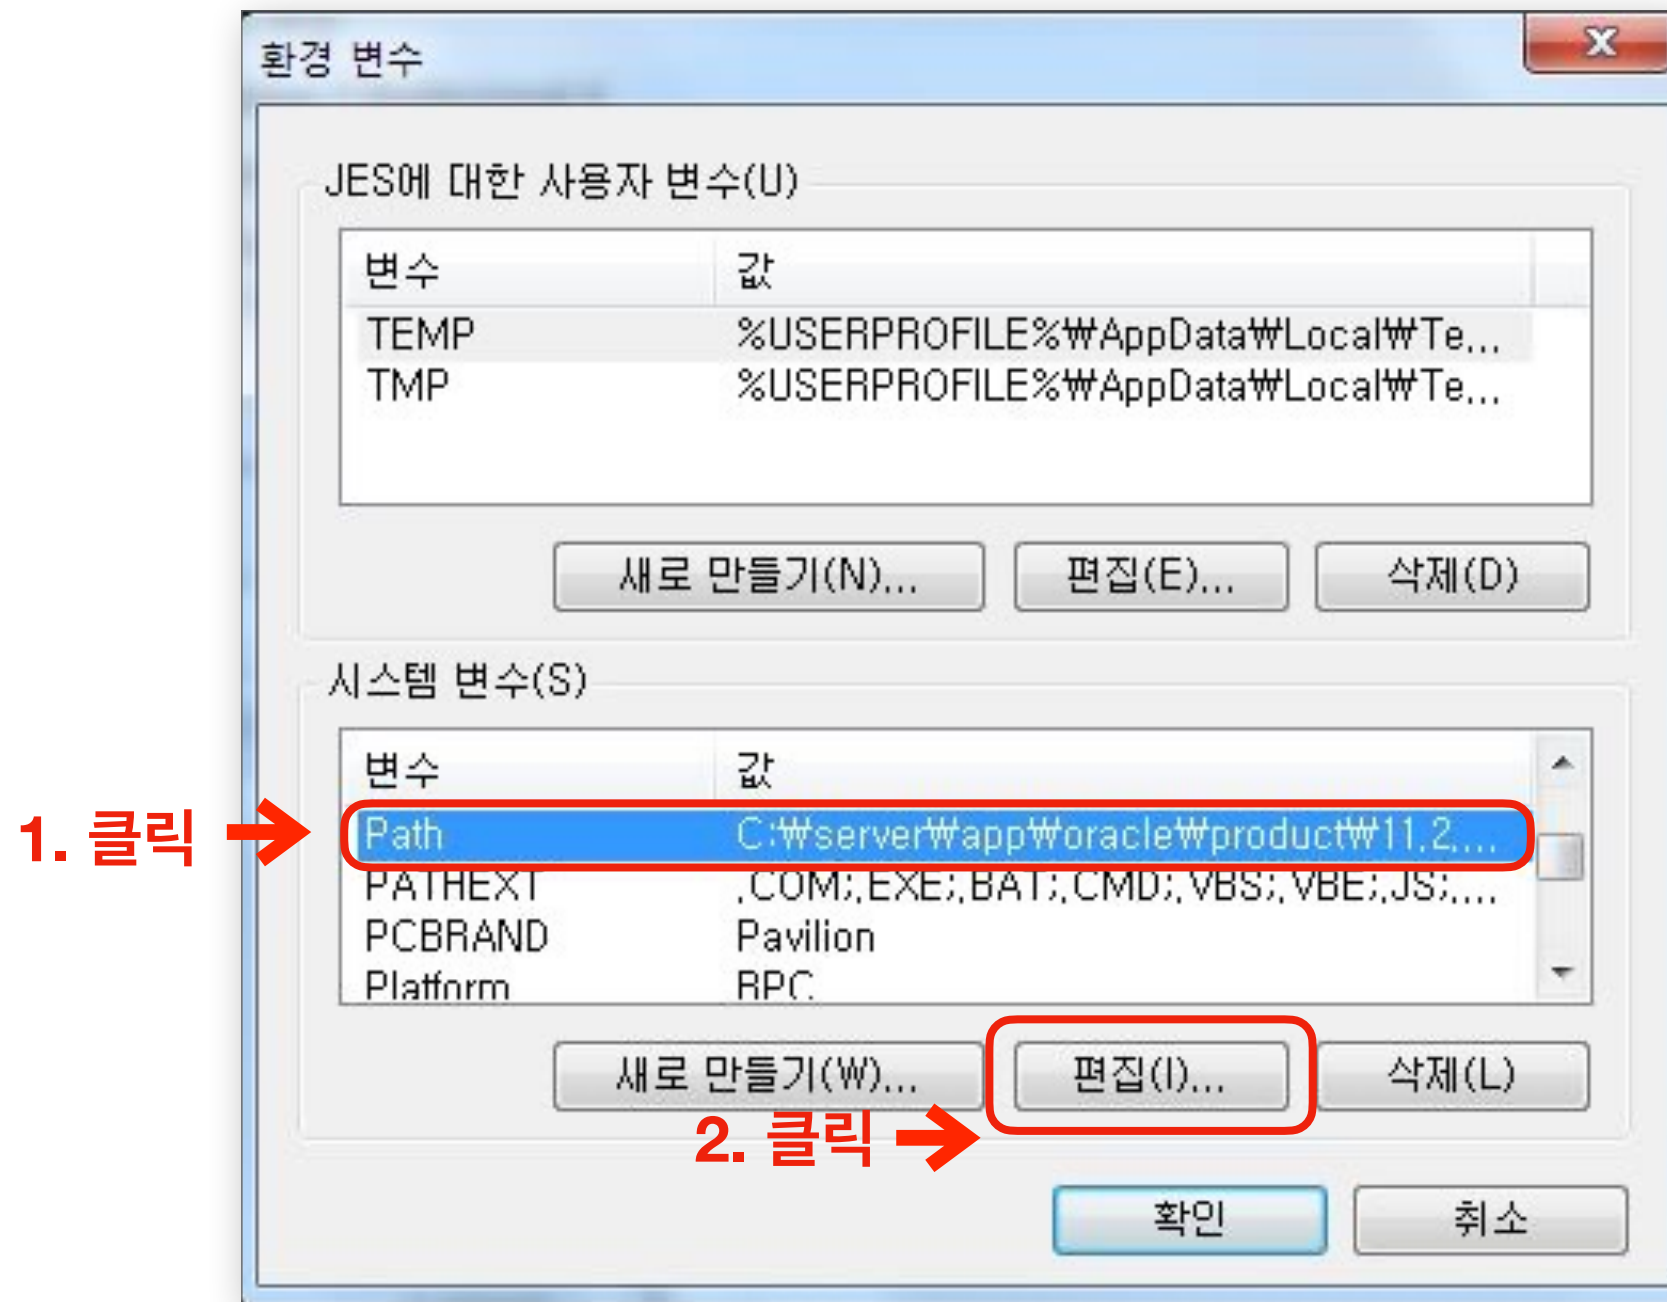 환경 변수
JES에 대한 사용자 변수(U)
변수 값
TEMP %USERPROFILE%₩AppData₩Local₩Te...
TMP %USERPROFILE%₩AppData₩Local₩Te...
새로 만들기(N)... 편집(E)... 삭제(D)
시스템 변수(S)
변수 값
1. 클릭
Path C:₩server₩app₩oracle₩product₩11.2....
PATHEXT .COM;.EXE;.BAT;.CMD;.VBS;.VBE;.JS;....
PCBRAND Pavilion
Platform BPC
새로 만들기(W)... 편집(I)... 삭제(L)
2. 클릭
확인 취소